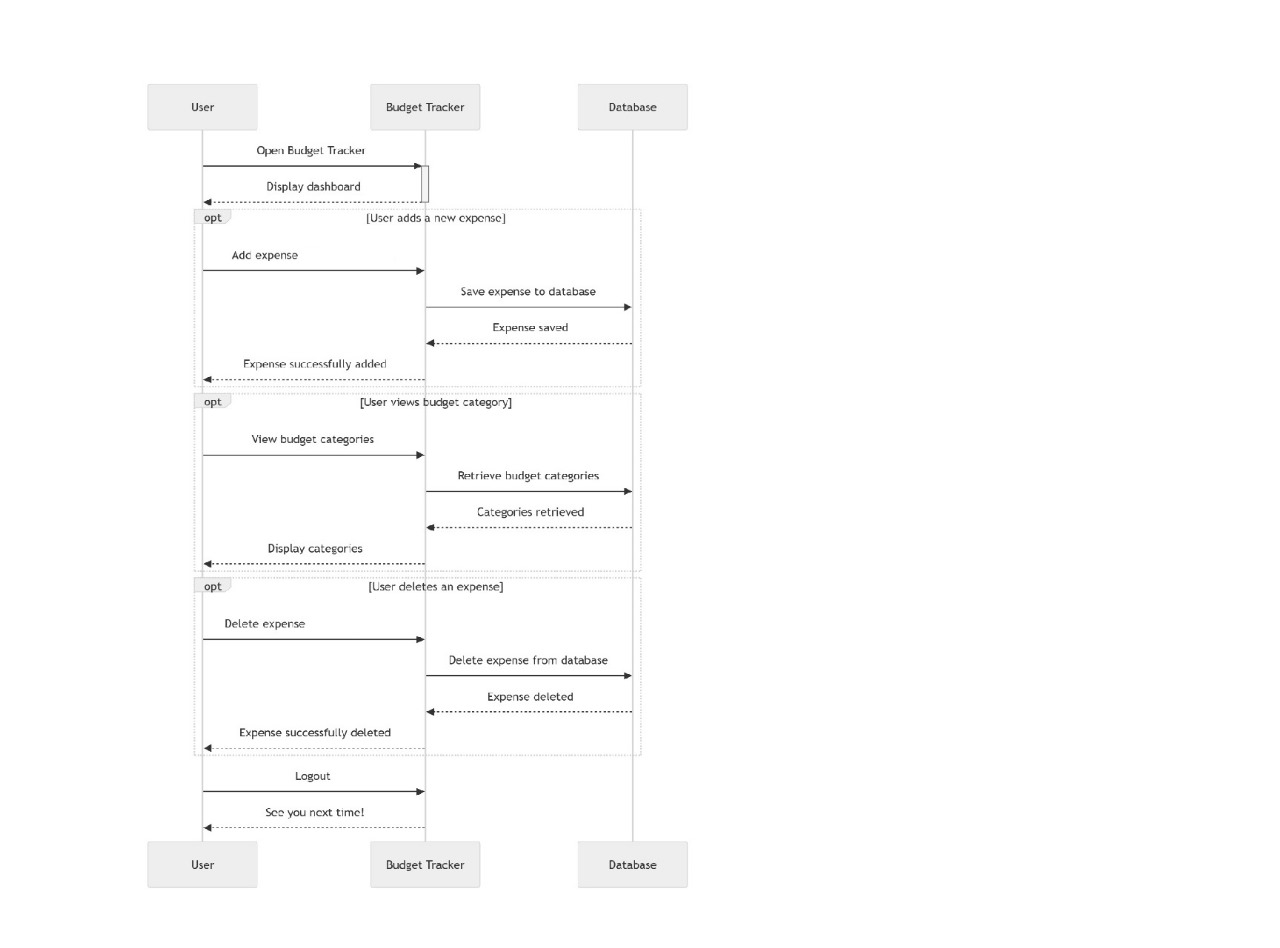 User
Budget Tracker
Database
Open Budget Tracker
Display dashboard
opt
[User adds a new expense]
Add expense
Save expense to database
Expense saved
Expense successfully added
opt
[User views budget category]
View budget categories
Retrieve budget categories
Categories retrieved
Display categories
opt
[User deletes an expense]
Delete expense
Delete expense from database
Expense deleted
Expense successfully deleted
Logout
See you next time!
User
Budget Tracker
Database